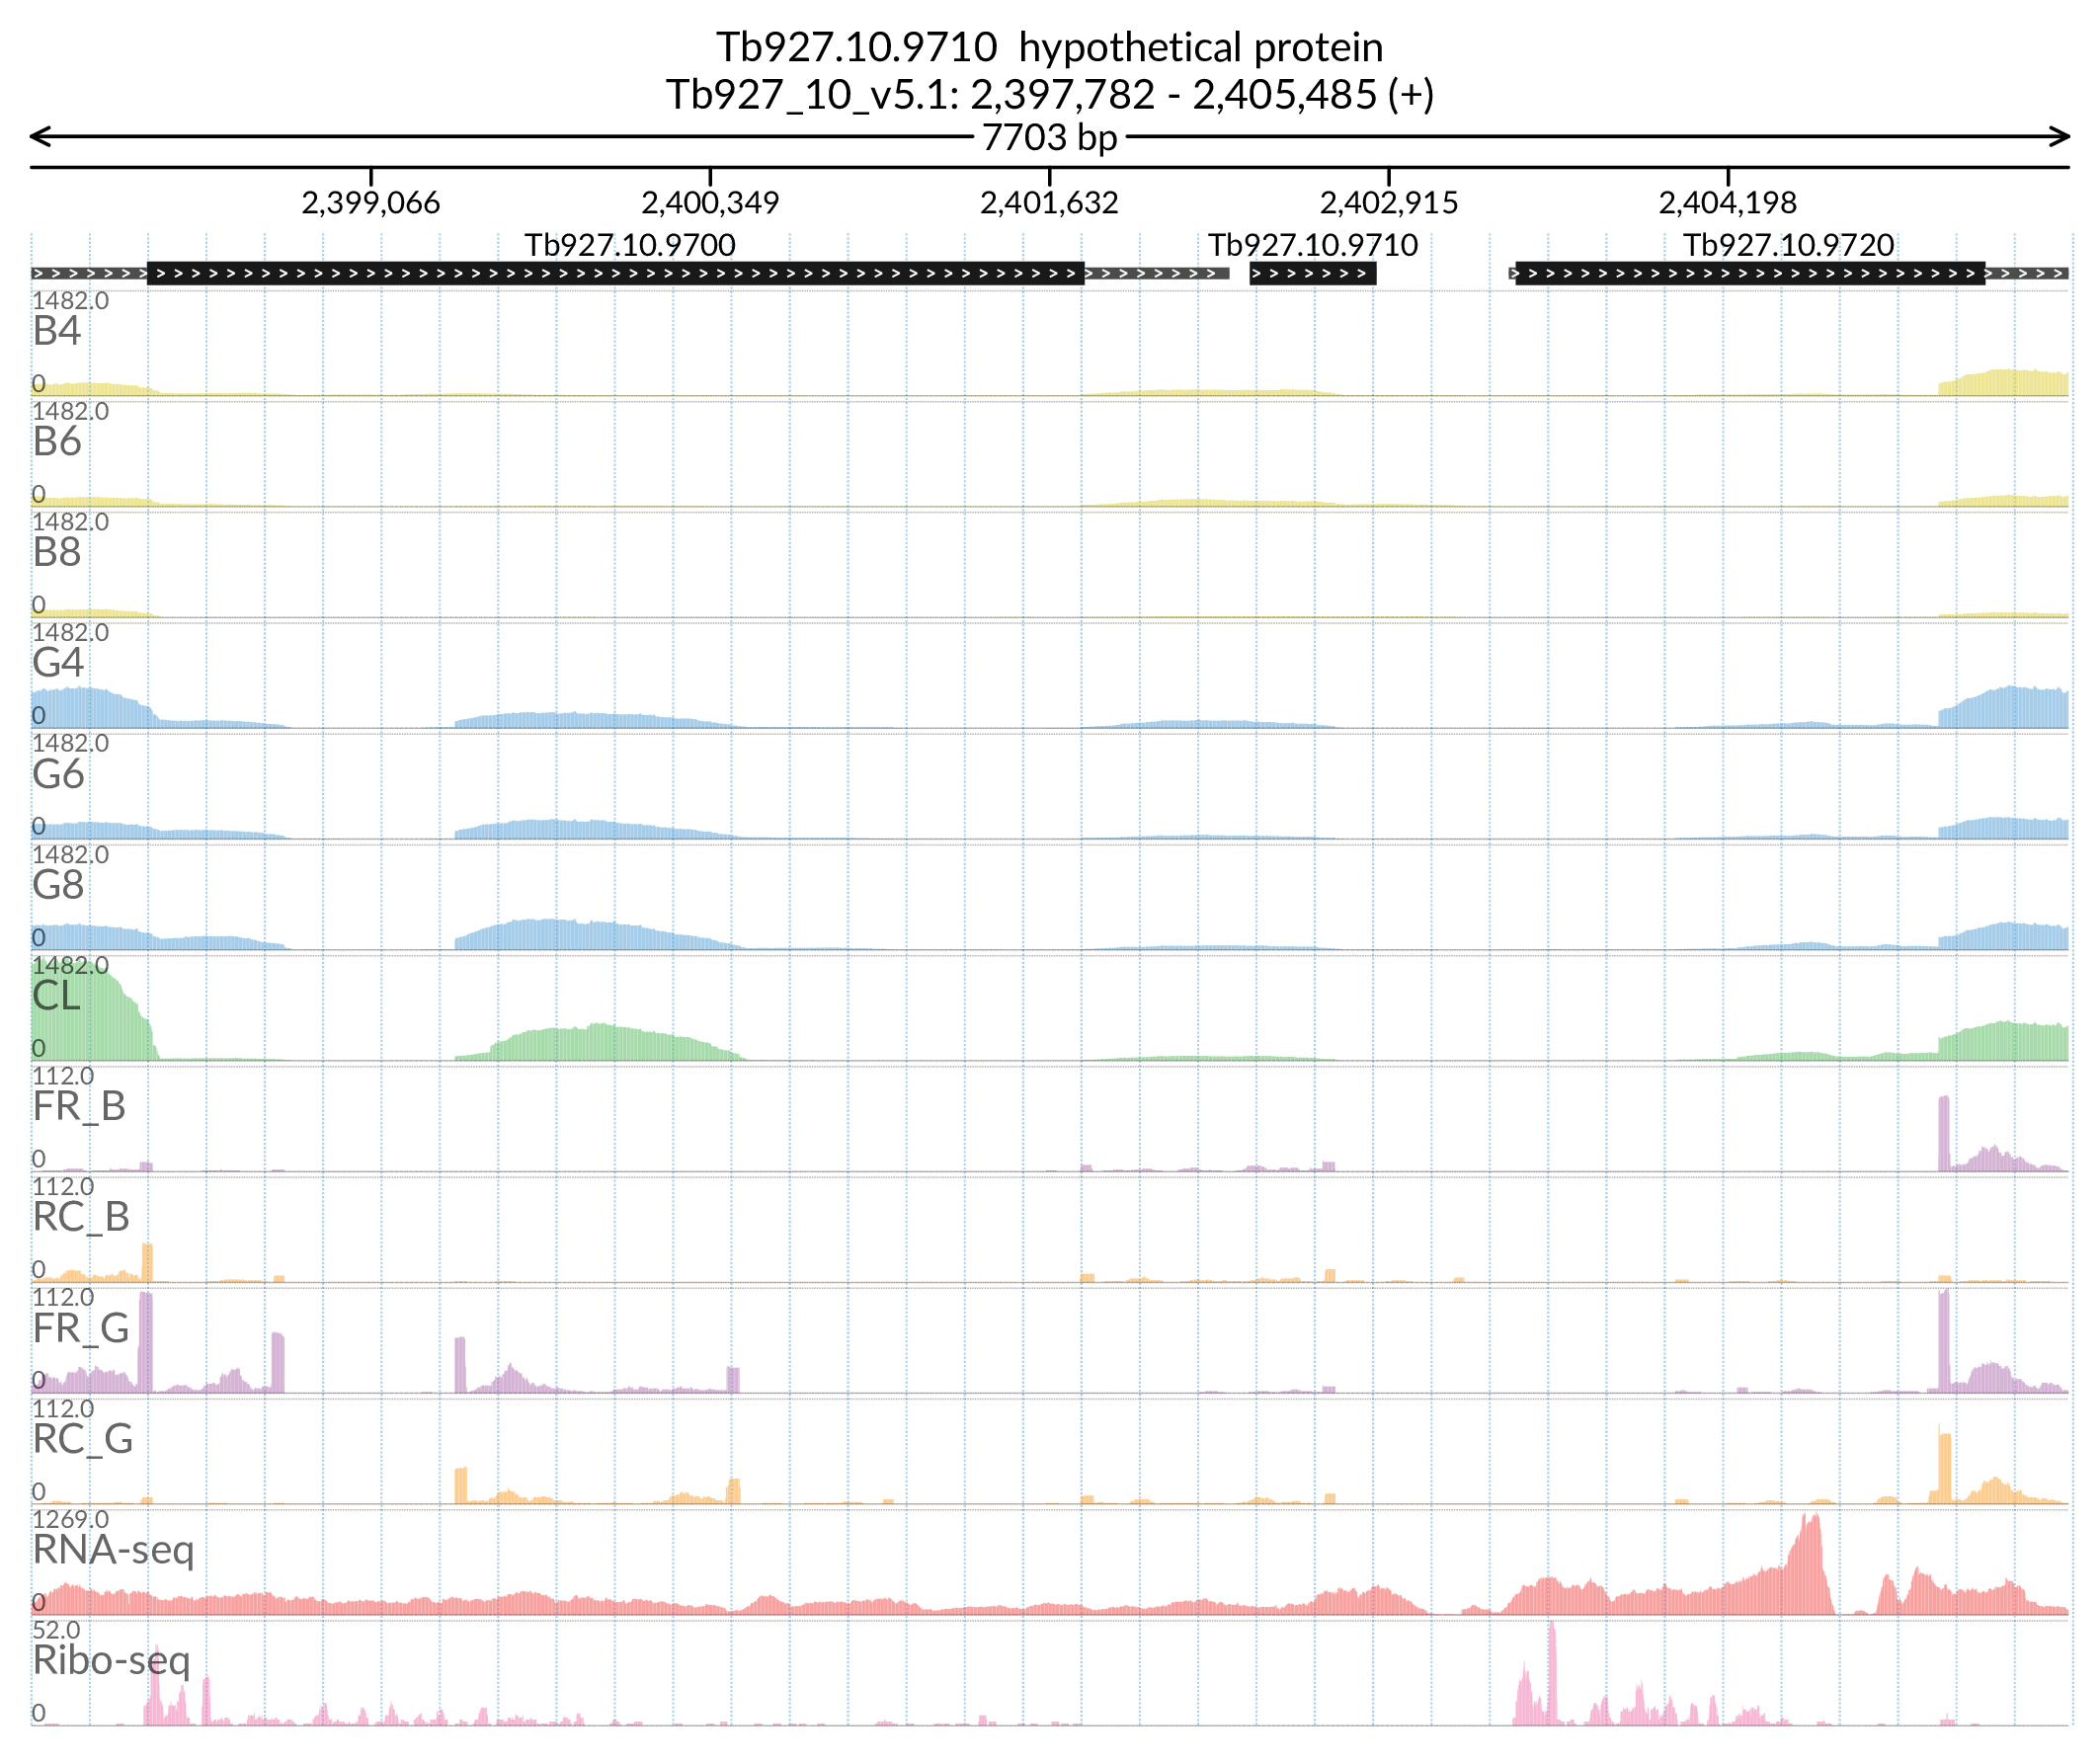 Tb927.10.9710 hypothetical protein
Tb927_10_v5.1: 2,397,782 - 2,405,485 (+)
7703 bp
2,399,066 2,400,349 2,401,632 2,402,915 2,404,198
Tb927.10.9700 Tb927.10.9710 Tb927.10.9720
1482.0
B4
0
1482.0
B6
0
1482.0
B8
0
1482.0
G4
0
1482.0
G6
0
1482.0
G8
0
1482.0
CL
0
112.0
FR_B
0
112.0
RC_B
0
112.0
FR_G
0
112.0
RC_G
0
1269.0
RNA-seq
0
52.0
Ribo-seq
0